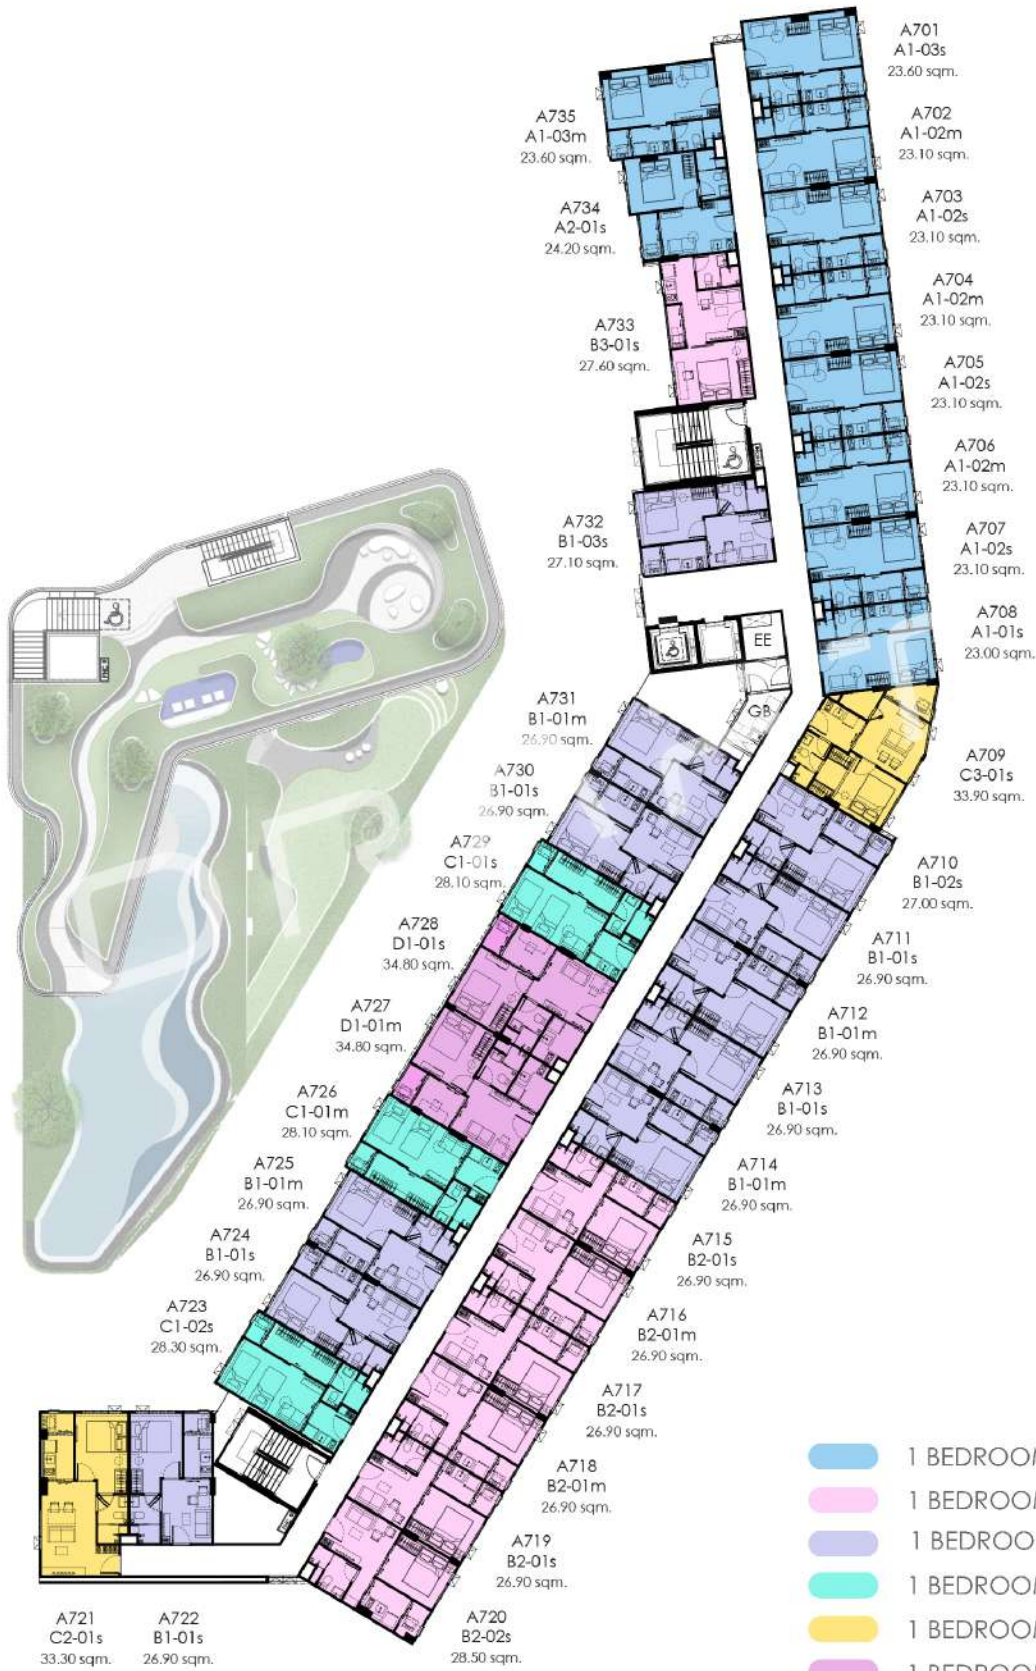 A701
A1-03s
23.60 sqm.
A702
A1-02m
23.10 sqm.
A703
A1-02s
23.10 sqm.
A704
A1-02m
23.10 sqm.
A705
A1-02s
23.10 sqm.
A706
A1-02m
23.10 sqm.
A707
A1-02s
23.10 sqm.
A708
A1-01s
23.00 sqm.
A709
C3-01s
33.90 sqm.
A710
B1-02s
27.00 sqm.
A711
B1-01s
26.90 sqm.
A712
B1-01m
26.90 sqm.
A713
B1-01s
26.90 sqm.
A714
B1-01m
26.90 sqm.
A715
B2-01s
26.90 sqm.
A716
B2-01m
26.90 sqm.
A717
B2-01s
26.90 sqm.
A718
B2-01m
26.90 sqm.
A719
B2-01s
26.90 sqm.
A720
B2-02s
28.50 sqm.
A721
C2-01s
33.30 sqm.
A722
B1-01s
26.90 sqm.
A723
C1-02s
28.30 sqm.
A724
B1-01s
26.90 sqm.
A725
B1-01m
26.90 sqm.
A726
C1-01m
28.10 sqm.
A727
D1-01m
34.80 sqm.
A728
D1-01s
34.80 sqm.
A729
C1-01s
28.10 sqm.
A730
B1-01s
26.90 sqm.
A731
B1-01m
26.90 sqm.
A732
B1-03s
27.10 sqm.
A733
B3-01s
27.60 sqm.
A734
A2-01s
24.20 sqm.
A735
A1-03m
23.60 sqm.
EE
GB
1 BEDROOM
1 BEDROOM
1 BEDROOM
1 BEDROOM
1 BEDROOM
1 BEDROOM